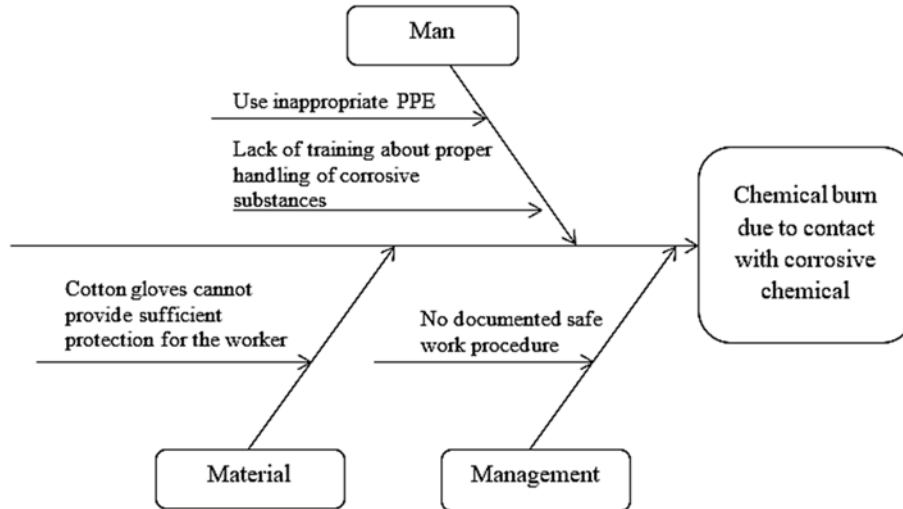 Man
Use inappropriate PPE
Lack of training about proper
handling of corrosive
substances
Chemical burn
due to contact
with corrosive
chemical
Cotton gloves cannot
provide sufficient
protection for the worker
No documented safe
work procedure
Material
Management